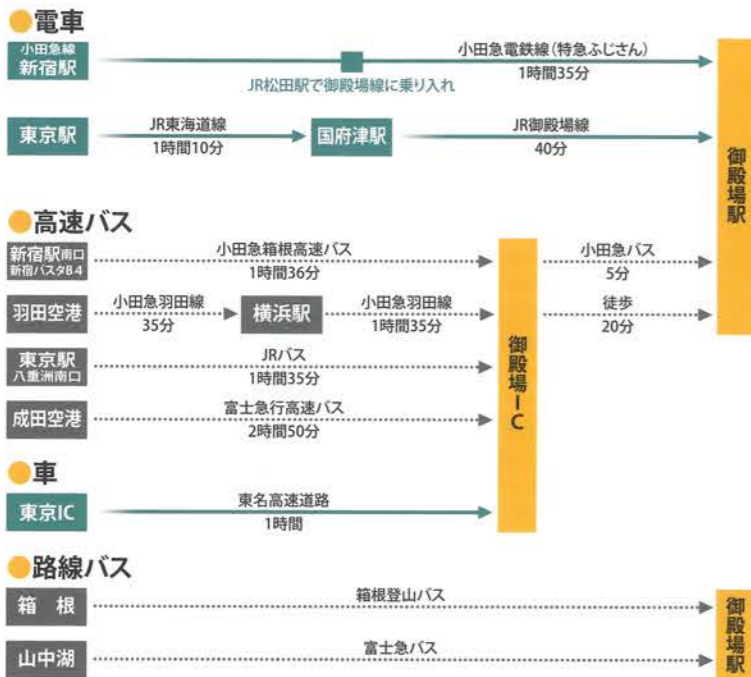 ●電車
小田急線
新宿駅
小田急電鉄線(特急ふじさん)
1時間35分
JR松田駅で御殿場線に乗り入れ
東京駅
JR東海道線
1時間10分
国府津駅
JR御殿場線
40分
御殿場駅
●高速バス
新宿駅南口
新宿バスタB4
小田急箱根高速バス
1時間36分
小田急バス
5分
羽田空港
小田急羽田線
35分
横浜駅
小田急羽田線
1時間35分
徒歩
20分
東京駅
八重洲南口
JRバス
1時間35分
成田空港
富士急行高速バス
2時間50分
御殿場IC
●車
東京IC
東名高速道路
1時間
●路線バス
箱根
箱根登山バス
山中湖
富士急バス
御殿場駅